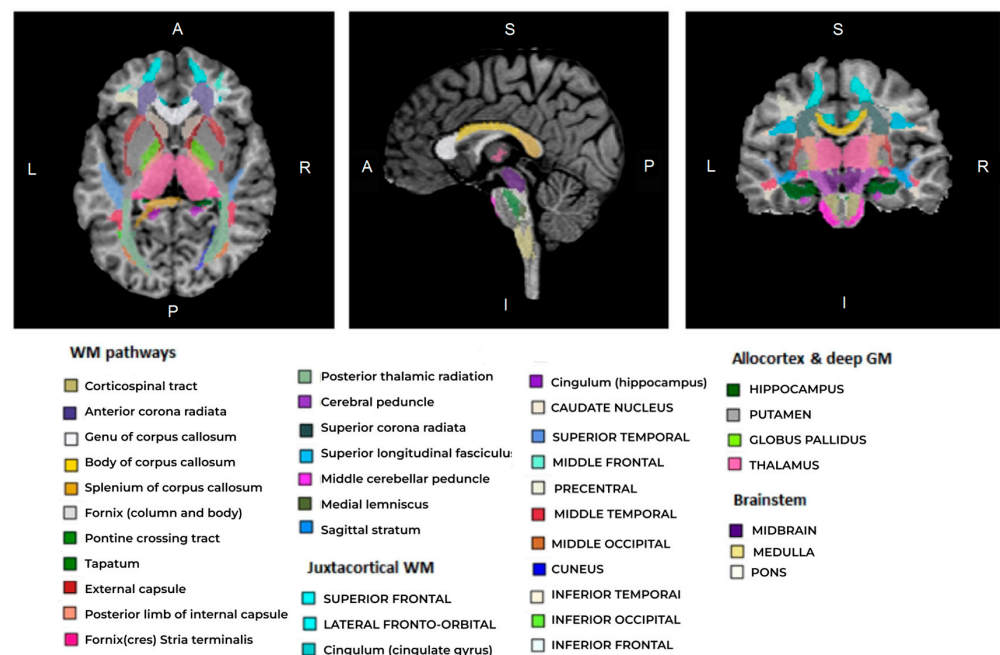 A
L
R
P
S
A
P
I
S
L
R
I
WM pathways
Corticospinal tract
Anterior corona radiata
Genu of corpus callosum
Body of corpus callosum
Splenium of corpus callosum
Fornix (column and body)
Pontine crossing tract
Tapatum
External capsule
Posterior limb of internal capsule
Fornix(cres) Stria terminalis
Posterior thalamic radiation
Cerebral peduncle
Superior corona radiata
Superior longitudinal fasciculus
Middle cerebellar peduncle
Medial lemniscus
Sagittal stratum
Juxtacortical WM
SUPERIOR FRONTAL
LATERAL FRONTO-ORBITAL
Cingulum (cingulate gyrus)
Cingulum (hippocampus)
CAUDATE NUCLEUS
SUPERIOR TEMPORAL
MIDDLE FRONTAL
PRECENTRAL
MIDDLE TEMPORAL
MIDDLE OCCIPITAL
CUNEUS
INFERIOR TEMPORAI
INFERIOR OCCIPITAL
INFERIOR FRONTAL
Allocortex & deep GM
HIPPOCAMPUS
PUTAMEN
GLOBUS PALLIDUS
THALAMUS
Brainstem
MIDBRAIN
MEDULLA
PONS